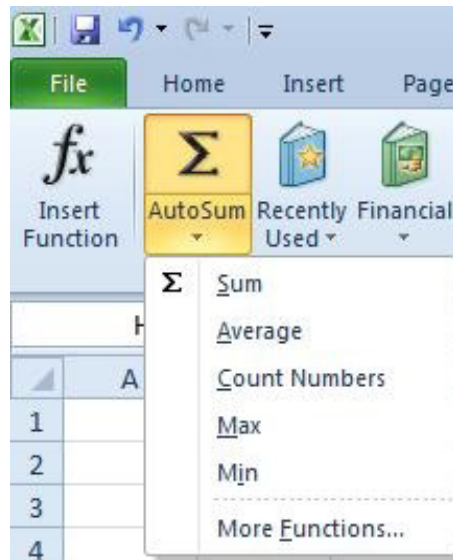 File Home Insert Page
fx Σ
Insert AutoSum Recently Financial
Function Used
Σ Sum
Average
A Count Numbers
1 Max
2 Min
3
More Functions...
4